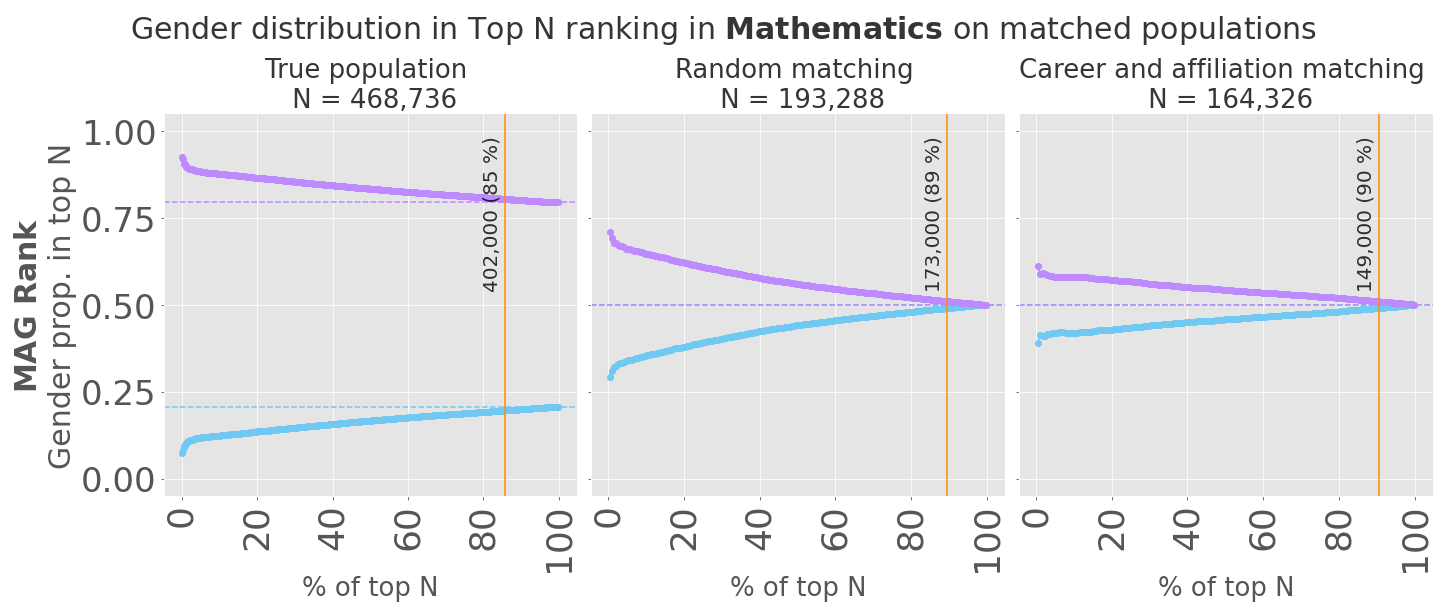 Gender distribution in Top N ranking in Mathematics on matched populations
True population
N = 468,736
Random matching
N = 193,288
Career and affiliation matching
N = 164,326
MAG Rank
Gender prop. in top N
1.00
0.75
0.50
0.25
0.00
402,000 (85 %)
173,000 (89 %)
149,000 (90 %)
0 20 40 60 80 100
0 20 40 60 80 100
0 20 40 60 80 100
% of top N
% of top N
% of top N